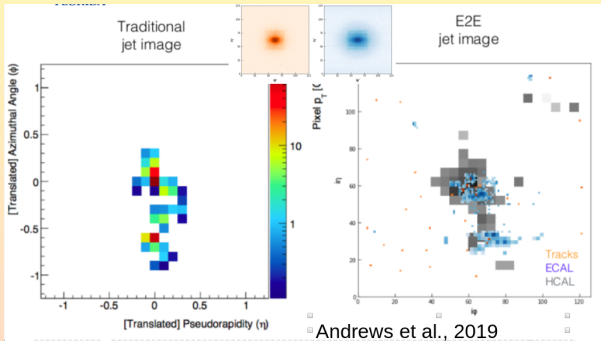 Traditional
jet image
E2E
jet image
[Translated] Azimuthal Angle (ϕ)
1
0.5
0
-0.5
-1
-1
-0.5
0
0.5
1
[Translated] Pseudorapidity (η)
10
1
Pixel pT [
iη
100
80
60
40
20
0
0
20
40
60
80
100
120
iφ
Tracks
ECAL
HCAL
Andrews et al., 2019